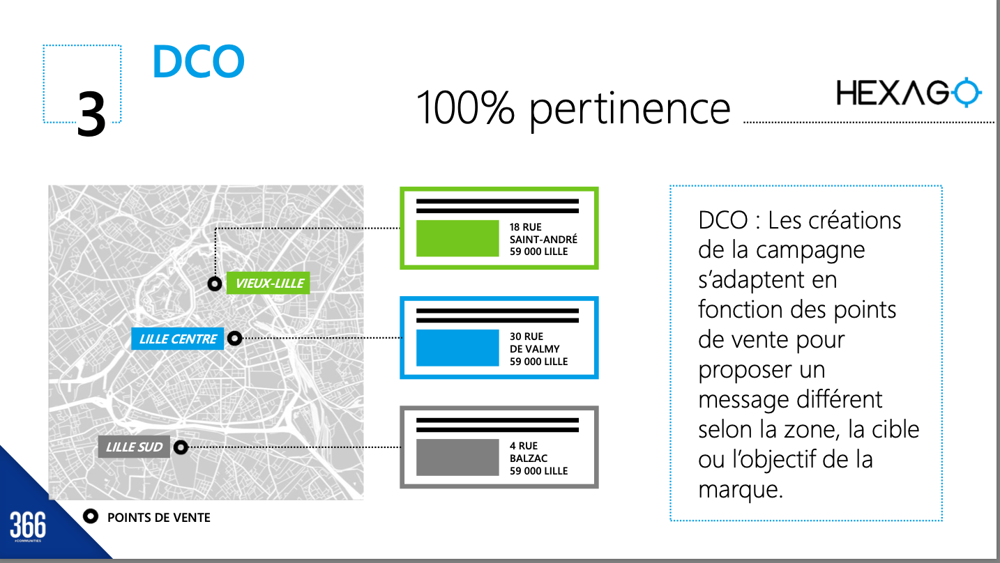 DCO
3
100% pertinence
HEXAGO
18 RUE
SAINT-ANDRÉ
59 000 LILLE
VIEUX-LILLE
30 RUE
DE VALMY
59 000 LILLE
LILLE CENTRE
4 RUE
BALZAC
59 000 LILLE
LILLE SUD
POINTS DE VENTE
DCO : Les créations
de la campagne
s’adaptent en
fonction des points
de vente pour
proposer un
message différent
selon la zone, la cible
ou l’objectif de la
marque.
366
#COMMUNITIES